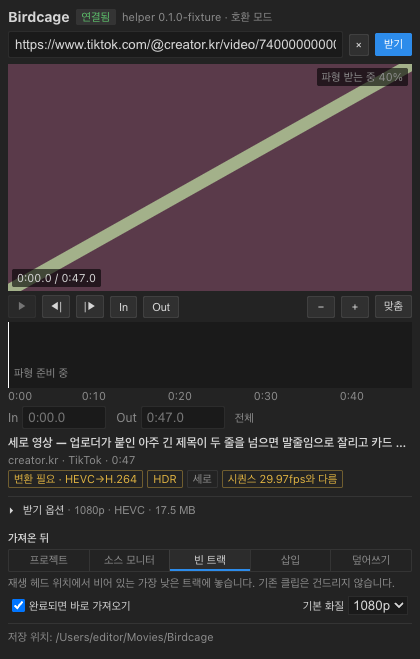 Birdcage 연결됨 helper 0.1.0-fixture · 호환 모드
https://www.tiktok.com/@creator.kr/video/74000000000 × 받기
파형 받는 중 40%
0:00.0 / 0:47.0
In Out − + 맞춤
파형 준비 중
0:00 0:10 0:20 0:30 0:40
In 0:00.0 Out 0:47.0 전체
세로 영상 — 업로더가 붙인 아주 긴 제목이 두 줄을 넘으면 말줄임으로 잘리고 카드 ...
creator.kr · TikTok · 0:47
변환 필요 · HEVC→H.264 HDR 세로 시퀀스 29.97fps와 다름
받기 옵션 · 1080p · HEVC · 17.5 MB
가져온 뒤
프로젝트 소스 모니터 빈 트랙 삽입 덮어쓰기
재생 헤드 위치에서 비어 있는 가장 낮은 트랙에 놓습니다. 기존 클립은 건드리지 않습니다.
완료되면 바로 가져오기 기본 화질 1080p
저장 위치: /Users/editor/Movies/Birdcage